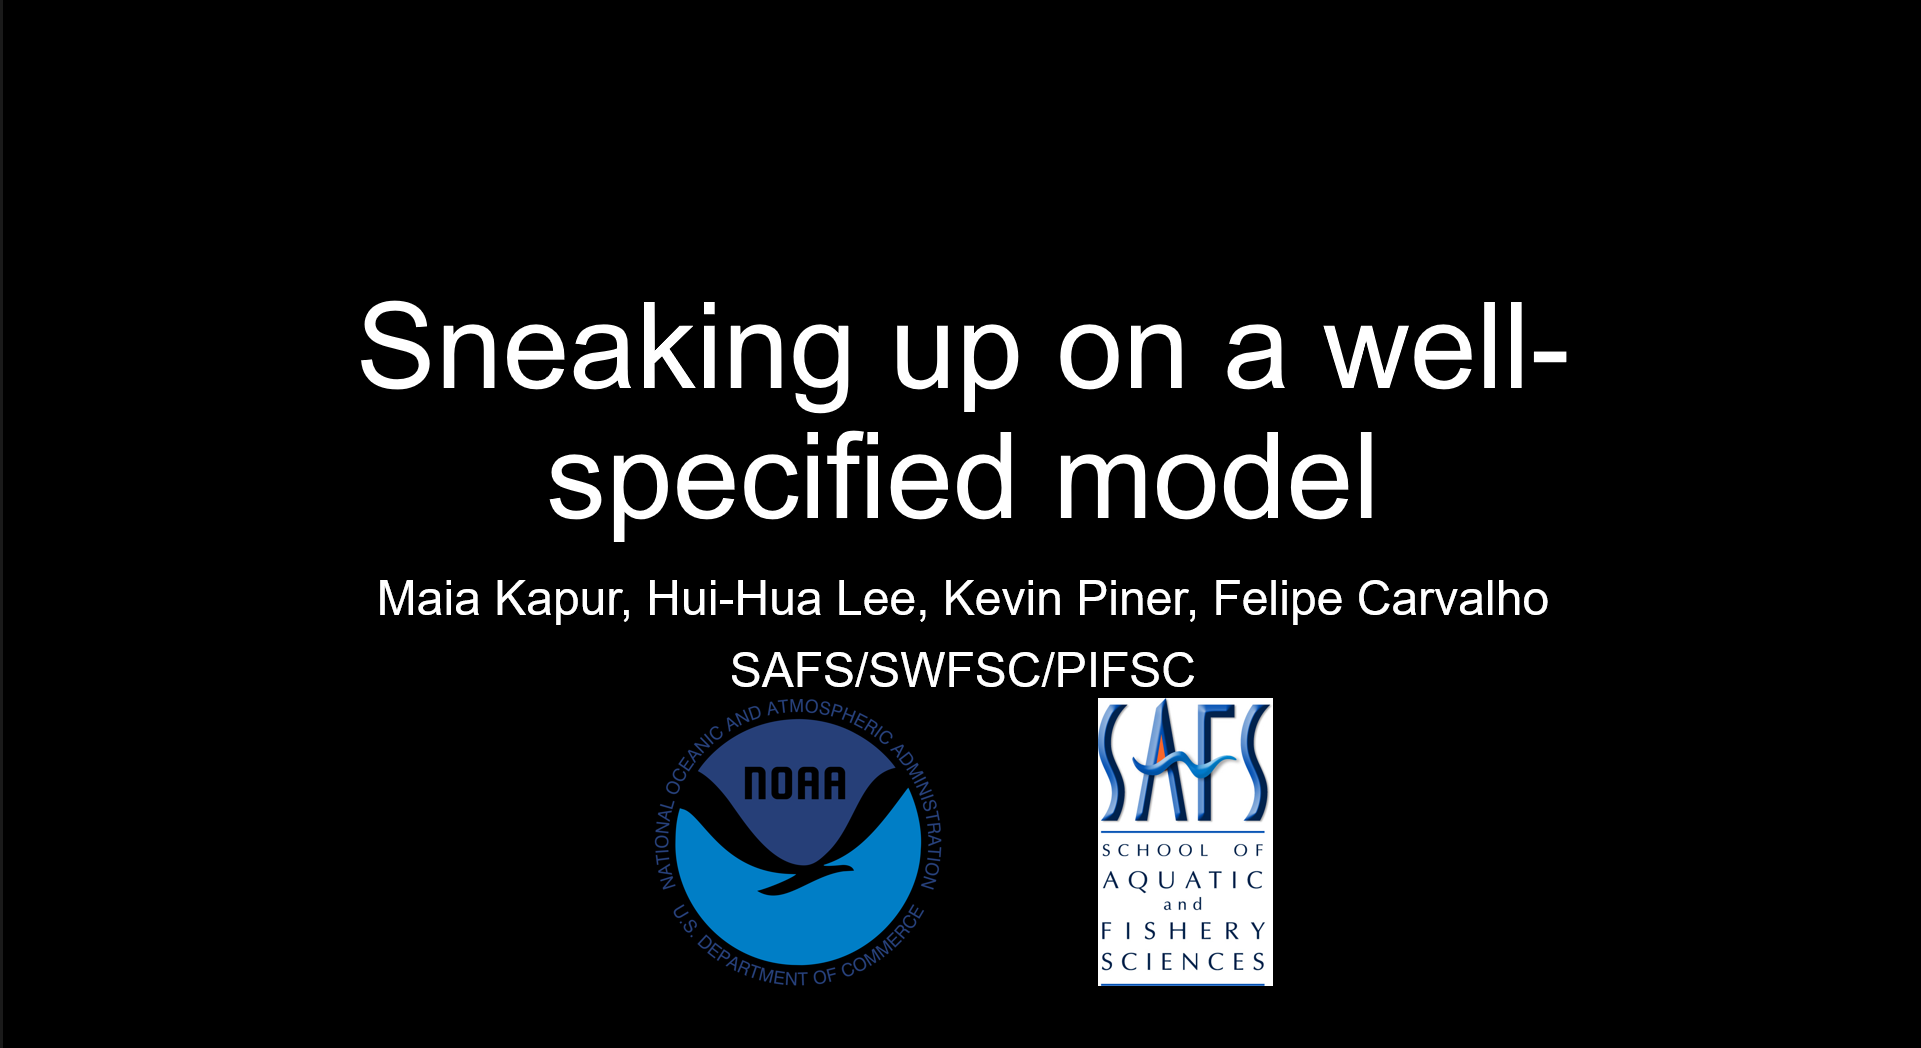 Sneaking up on a well-
specified model
Maia Kapur, Hui-Hua Lee, Kevin Piner, Felipe Carvalho
SAFS/SWFSC/PIFSC
NATIONAL OCEANIC AND ATMOSPHERIC ADMINISTRATION
NOAA
U.S. DEPARTMENT OF COMMERCE
SAFS
SCHOOL OF
AQUATIC
and
FISHERY
SCIENCES